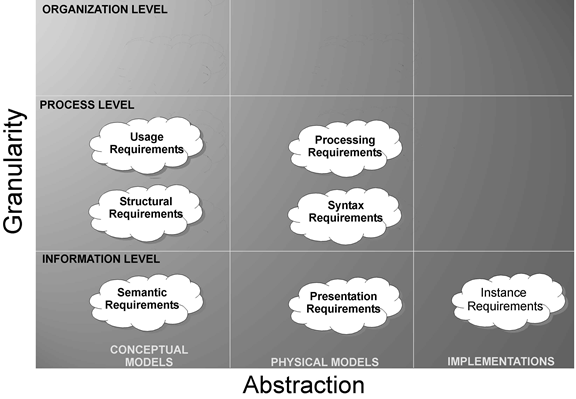 ORGANIZATION LEVEL
PROCESS LEVEL
Usage
Requirements
Processing
Requirements
Structural
Requirements
Syntax
Requirements
INFORMATION LEVEL
Semantic
Requirements
Presentation
Requirements
Instance
Requirements
CONCEPTUAL
MODELS
PHYSICAL MODELS
IMPLEMENTATIONS
Granularity
Abstraction